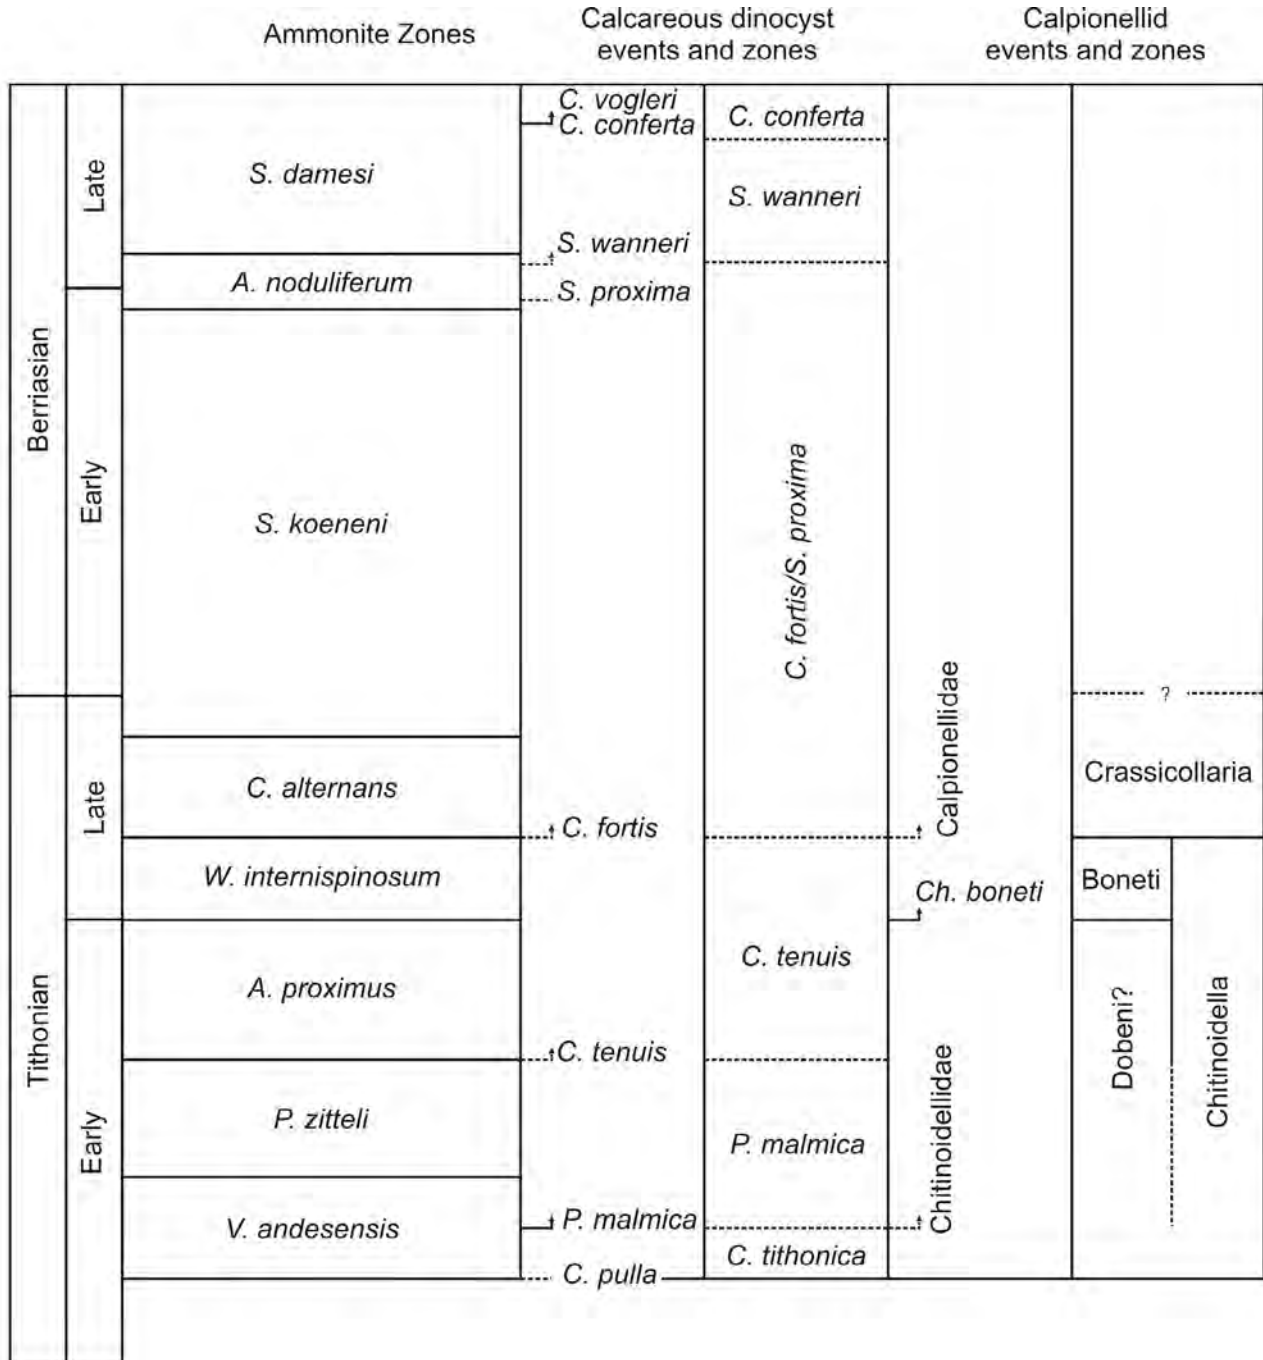 Ammonite Zones
Calcareous dinocyst
events and zones
Calpionellid
events and zones
Berriasian
Tithonian
Late
Early
Late
Early
S. damesi
A. noduliferum
S. koeneni
C. alternans
W. internispinosum
A. proximus
P. zitteli
V. andesensis
C. vogleri
C. conferta
S. wanneri
S. proxima
C. fortis
C. tenuis
P. malmica
C. pulla
C. conferta
S. wanneri
C. fortis/S. proxima
C. tenuis
P. malmica
C. tithonica
Calpionellidae
Ch. boneti
Chitinoidellidae
?
Crassicollaria
Boneti
Dobeni?
Chitinoidella